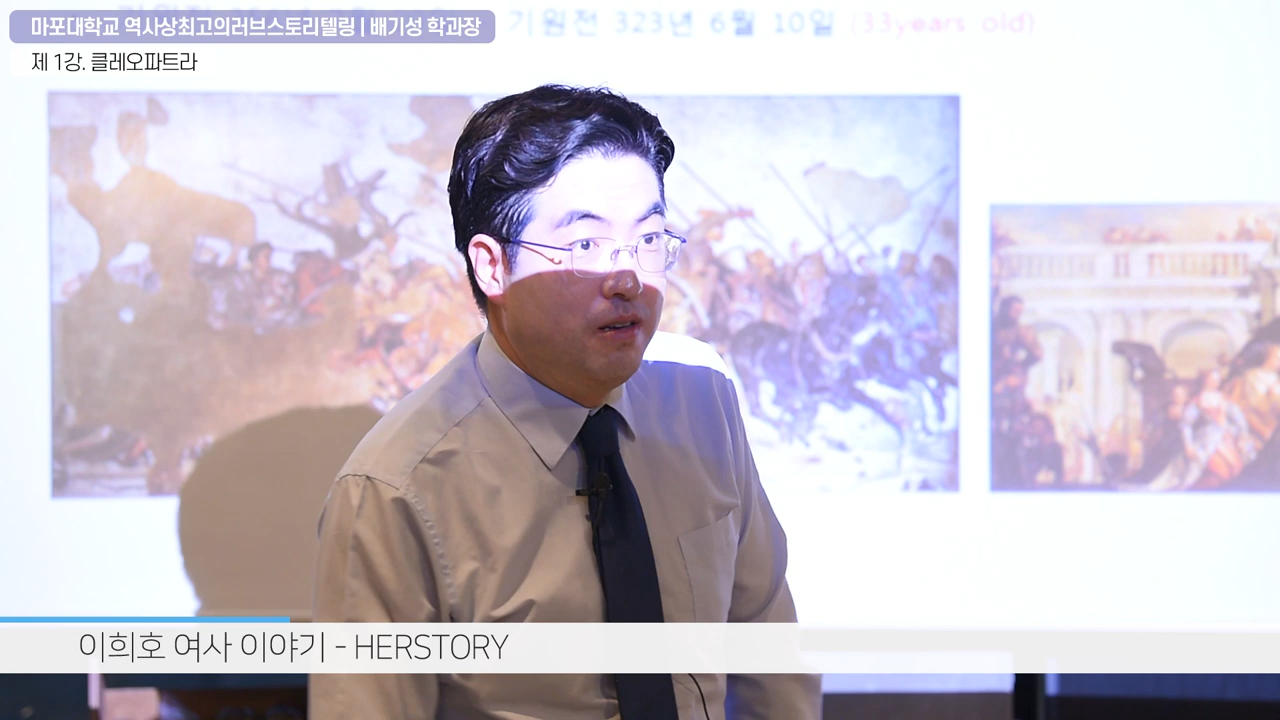 마포대학교 역사상최고의러브스토리텔링 | 배기성 학과장
기원전 323년 6월 10일 (33years old)
제 1강. 클레오파트라
이희호 여사 이야기 - HERSTORY